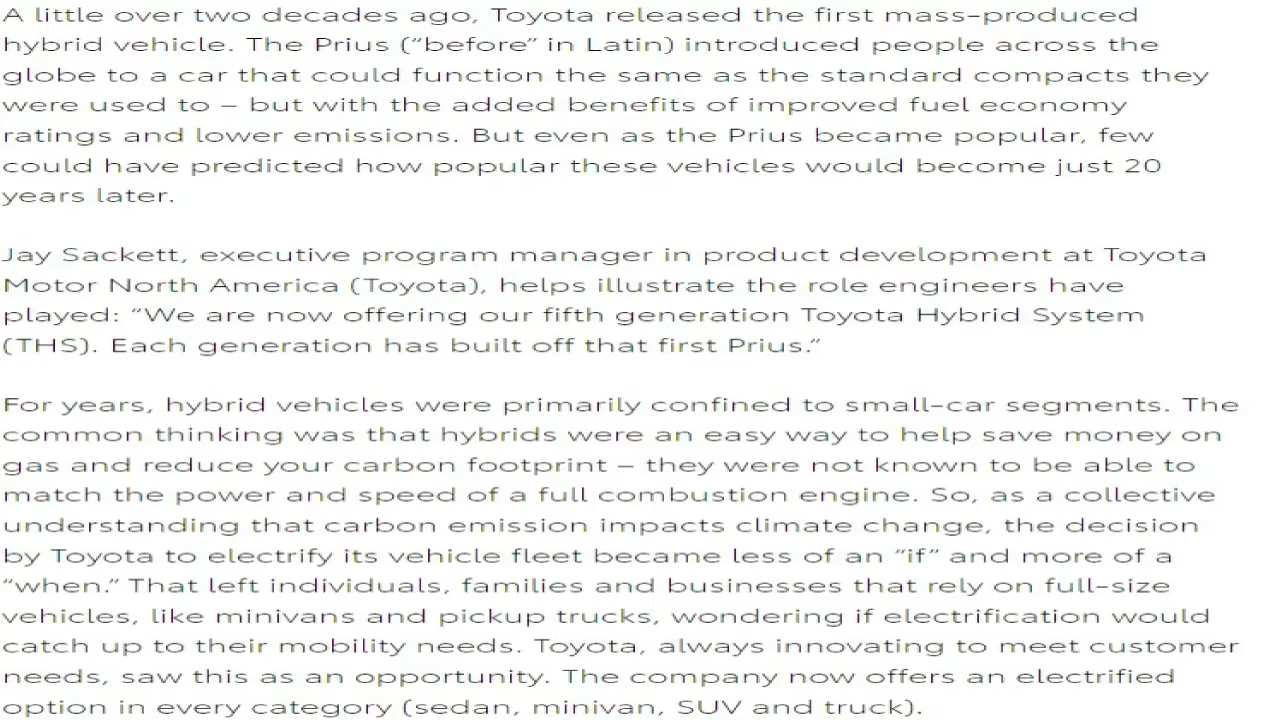 A little over two decades ago, Toyota released the first mass-produced
hybrid vehicle. The Prius (“before” in Latin) introduced people across the
globe to a car that could function the same as the standard compacts they
were used to – but with the added benefits of improved fuel economy
ratings and lower emissions. But even as the Prius became popular, few
could have predicted how popular these vehicles would become just 20
years later.
Jay Sackett, executive program manager in product development at Toyota
Motor North America (Toyota), helps illustrate the role engineers have
played: “We are now offering our fifth generation Toyota Hybrid System
(THS). Each generation has built off that first Prius.”
For years, hybrid vehicles were primarily confined to small-car segments. The
common thinking was that hybrids were an easy way to help save money on
gas and reduce your carbon footprint – they were not known to be able to
match the power and speed of a full combustion engine. So, as a collective
understanding that carbon emission impacts climate change, the decision
by Toyota to electrify its vehicle fleet became less of an “if” and more of a
“when.” That left individuals, families and businesses that rely on full-size
vehicles, like minivans and pickup trucks, wondering if electrification would
catch up to their mobility needs. Toyota, always innovating to meet customer
needs, saw this as an opportunity. The company now offers an electrified
option in every category (sedan, minivan, SUV and truck).